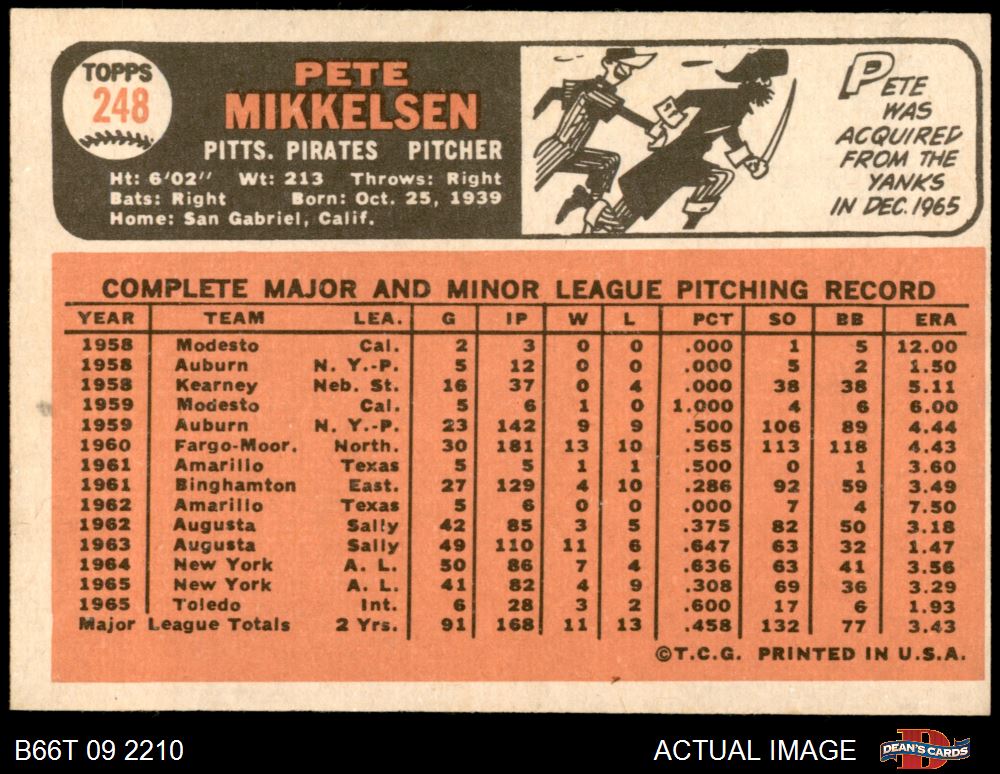 TOPPS
248
PETE
MIKKELSEN
PITTS. PIRATES PITCHER
Ht: 6'02" Wt: 213 Throws: Right
Bats: Right Born: Oct. 25, 1939
Home: San Gabriel, Calif.
PETE
WAS
ACQUIRED
FROM THE
YANKS
IN DEC. 1965
COMPLETE MAJOR AND MINOR LEAGUE PITCHING RECORD
YEAR TEAM LEA. G IP W L PCT SO BB ERA
1958 Modesto Cal. 2 3 0 0 .000 1 5 12.00
1958 Auburn N. Y.-P. 5 12 0 0 .000 5 2 1.50
1958 Kearney Neb. St. 16 37 0 4 .000 38 38 5.11
1959 Modesto Cal. 5 6 1 0 1.000 4 6 6.00
1959 Auburn N. Y.-P. 23 142 9 9 .500 106 89 4.44
1960 Fargo-Moor. North. 30 181 13 10 .565 113 118 4.43
1961 Amarillo Texas 5 5 1 1 .500 0 1 3.60
1961 Binghamton East. 27 129 4 10 .286 92 59 3.49
1962 Amarillo Texas 5 6 0 0 .000 7 4 7.50
1962 Augusta Sally 42 85 3 5 .375 82 50 3.18
1963 Augusta Sally 49 110 11 6 .647 63 32 1.47
1964 New York A. L. 50 86 7 4 .636 63 41 3.56
1965 New York A. L. 41 82 4 9 .308 69 36 3.29
1965 Toledo Int. 6 28 3 2 .600 17 6 1.93
Major League Totals 2 Yrs. 91 168 11 13 .458 132 77 3.43
©T.C.G. PRINTED IN U.S.A.
B66T 09 2210 ACTUAL IMAGE DEAN'S CARDS